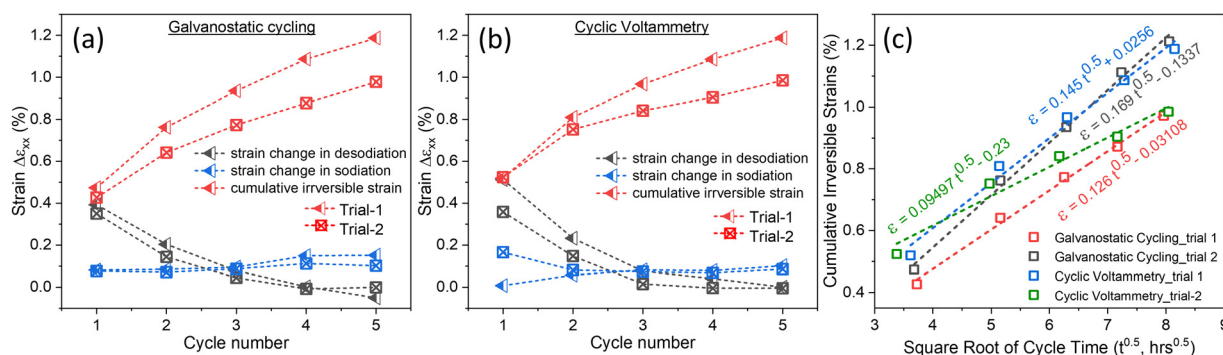 (a)
Galvanostatic cycling
1.2
1.0
0.8
0.6
0.4
0.2
0.0
Strain Δεxx (%)
strain change in desodiation
strain change in sodiation
cumulative irrversible strain
Trial-1
Trial-2
1 2 3 4 5
Cycle number
(b)
Cyclic Voltammetry
1.2
1.0
0.8
0.6
0.4
0.2
0.0
Strain Δεxx (%)
strain change in desodiation
strain change in sodiation
cumulative irrversible strain
Trial-1
Trial-2
1 2 3 4 5
Cycle number
(c)
1.2
1.0
0.8
0.6
0.4
Cumulative Irreversible Strains (%)
ε = 0.145 t^0.5 + 0.0256
ε = 0.169 t^0.5 - 0.1337
ε = 0.09497 t^0.5 - 0.23
ε = 0.126 t^0.5 - 0.03108
Galvanostatic Cycling_trial 1
Galvanostatic Cycling_trial 2
Cyclic Voltammetry_trial 1
Cyclic Voltammetry_trial-2
3 4 5 6 7 8 9
Square Root of Cycle Time (t^0.5, hrs^0.5)